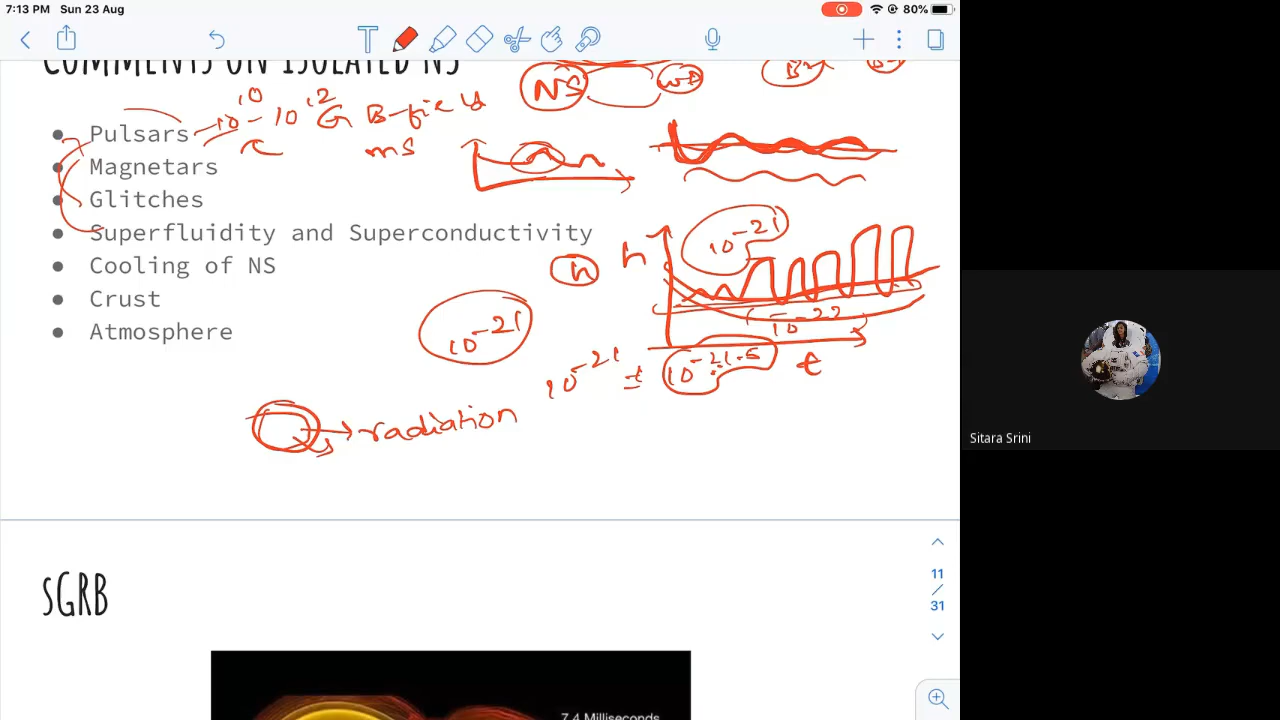 7:13 PM Sun 23 Aug
80%
COMMENTS ON ISOLATED NS
NS
WD
10^10 - 10^12 G B-field
ms
Pulsars
Magnetars
Glitches
Superfluidity and Superconductivity
Cooling of NS
Crust
Atmosphere
h
h
10^-21
10^-22
t
10^-21
10^-21 ± 10^-21.5
radiation
11
/
31
sGRB
7.4 Milliseconds
Sitara Srini